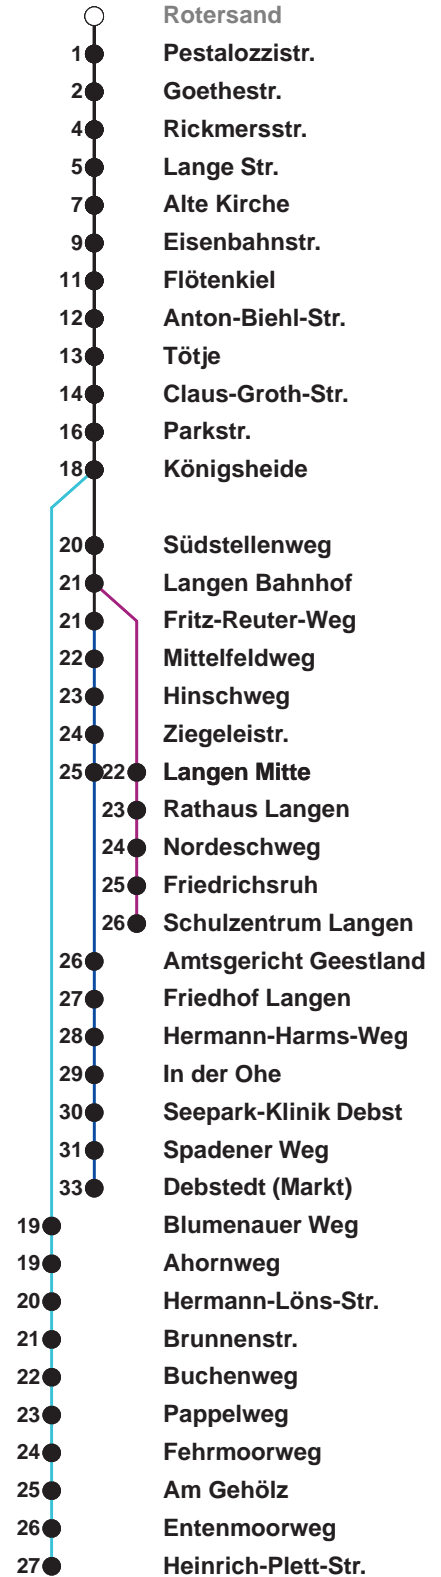 Rotersand
1 Pestalozzistr.
2 Goethestr.
4 Rickmersstr.
5 Lange Str.
7 Alte Kirche
9 Eisenbahnstr.
11 Flötenkiel
12 Anton-Biehl-Str.
13 Tötje
14 Claus-Groth-Str.
16 Parkstr.
18 Königsheide
20 Südstellenweg
21 Langen Bahnhof
21 Fritz-Reuter-Weg
22 Mittelfeldweg
23 Hinschweg
24 Ziegeleistr.
25 22 Langen Mitte
23 Rathaus Langen
24 Nordeschweg
25 Friedrichsruh
26 Schulzentrum Langen
26 Amtsgericht Geestland
27 Friedhof Langen
28 Hermann-Harms-Weg
29 In der Ohe
30 Seepark-Klinik Debst
31 Spadener Weg
33 Debstedt (Markt)
19 Blumenauer Weg
19 Ahornweg
20 Hermann-Löns-Str.
21 Brunnenstr.
22 Buchenweg
23 Pappelweg
24 Fehrmoorweg
25 Am Gehölz
26 Entenmoorweg
27 Heinrich-Plett-Str.